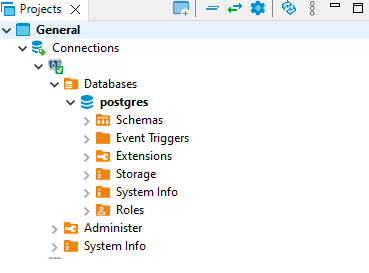 Projects
General
Connections
Databases
postgres
Schemas
Event Triggers
Extensions
Storage
System Info
Roles
Administer
System Info